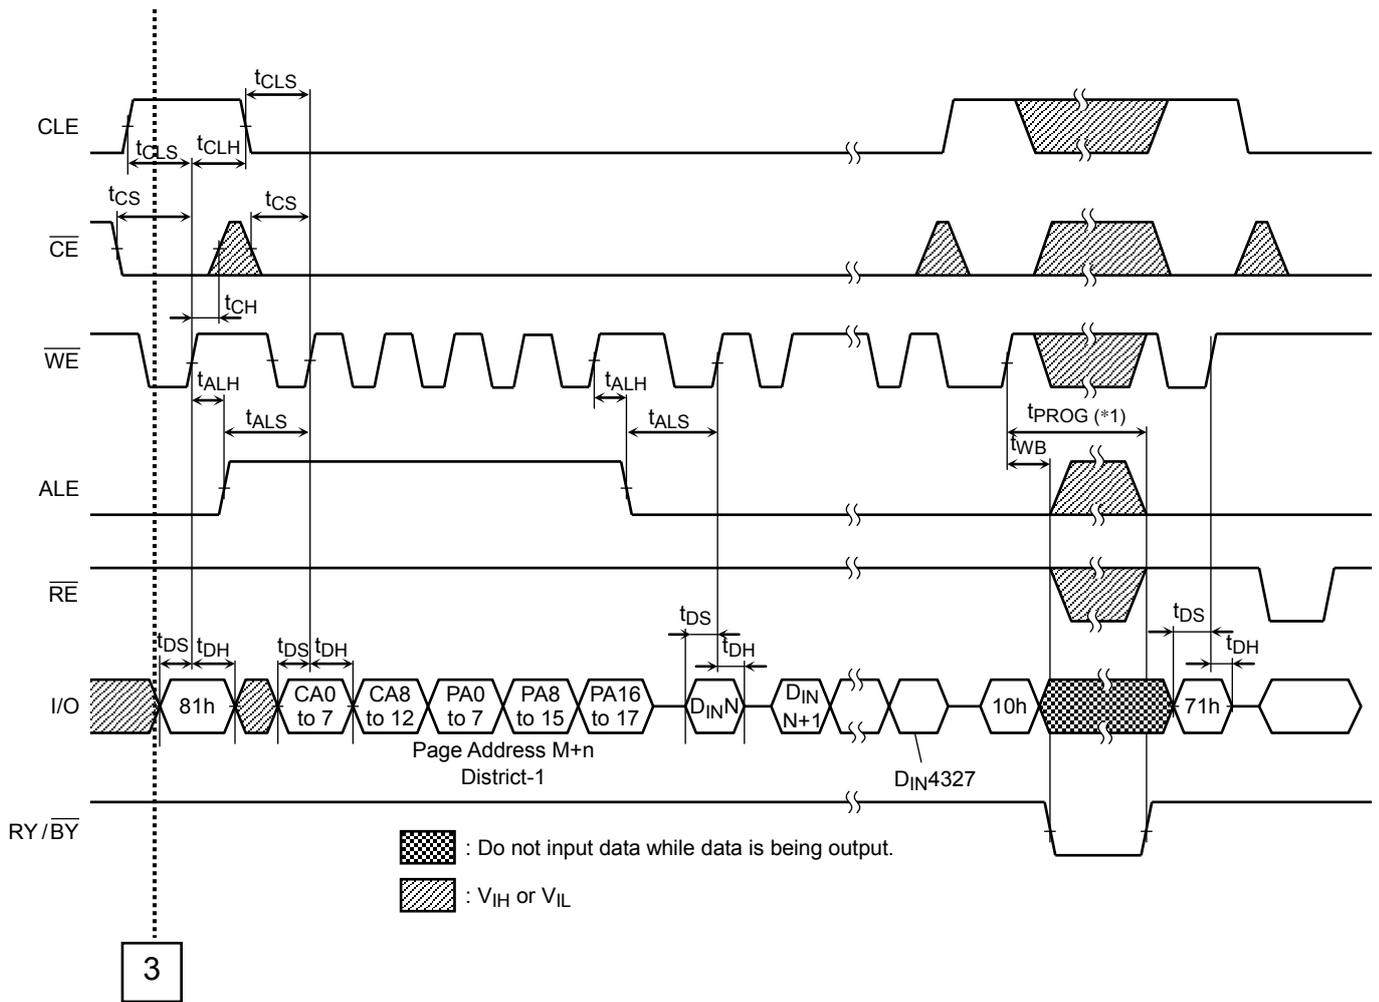 tCLS
CLE
tCLS tCLH
tCS tCS
CE
tCH
WE
tALH tALH
tALS tALS tPROG (*1)
tWB
ALE
RE
tDS tDS
tDS tDH tDS tDH tDH tDH
I/O 81h CA0 to 7 CA8 to 12 PA0 to 7 PA8 to 15 PA16 to 17 DINN DIN N+1 10h 71h
Page Address M+n
District-1
DIN4327
RY/BY
: Do not input data while data is being output.
: VIH or VIL
3